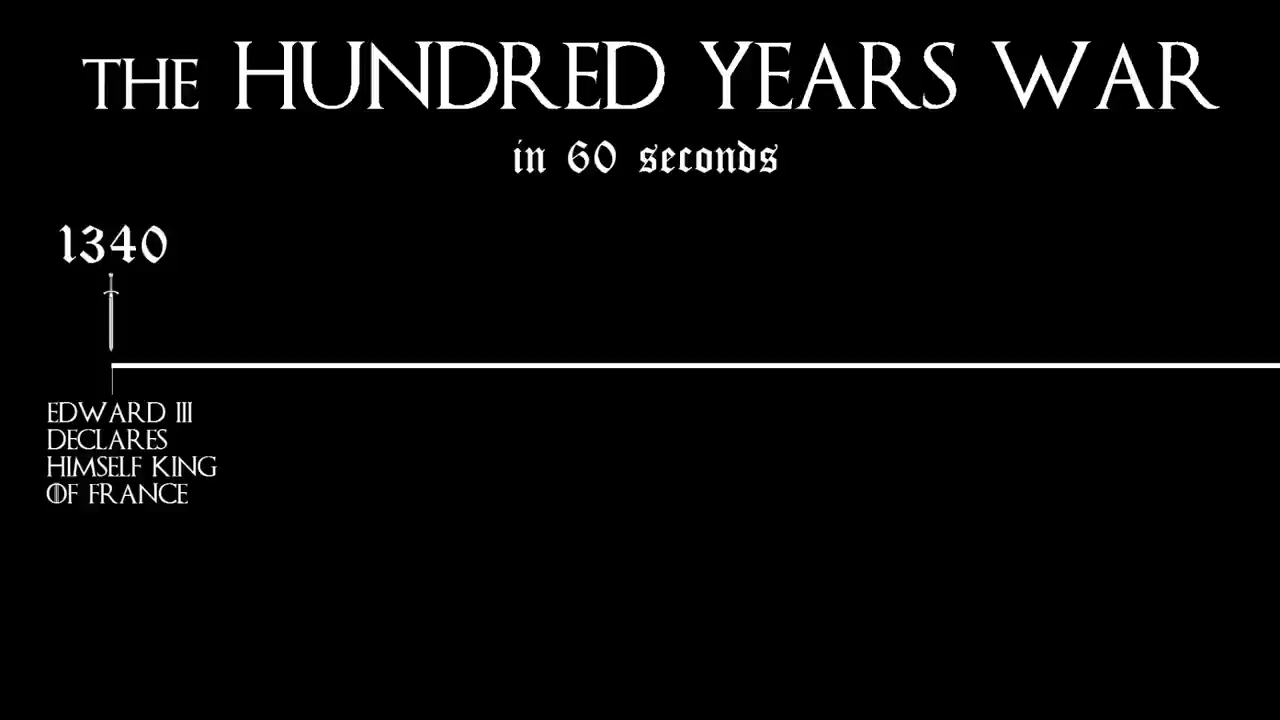 THE HUNDRED YEARS WAR
in 60 seconds
1340
EDWARD III
DECLARES
HIMSELF KING
OF FRANCE